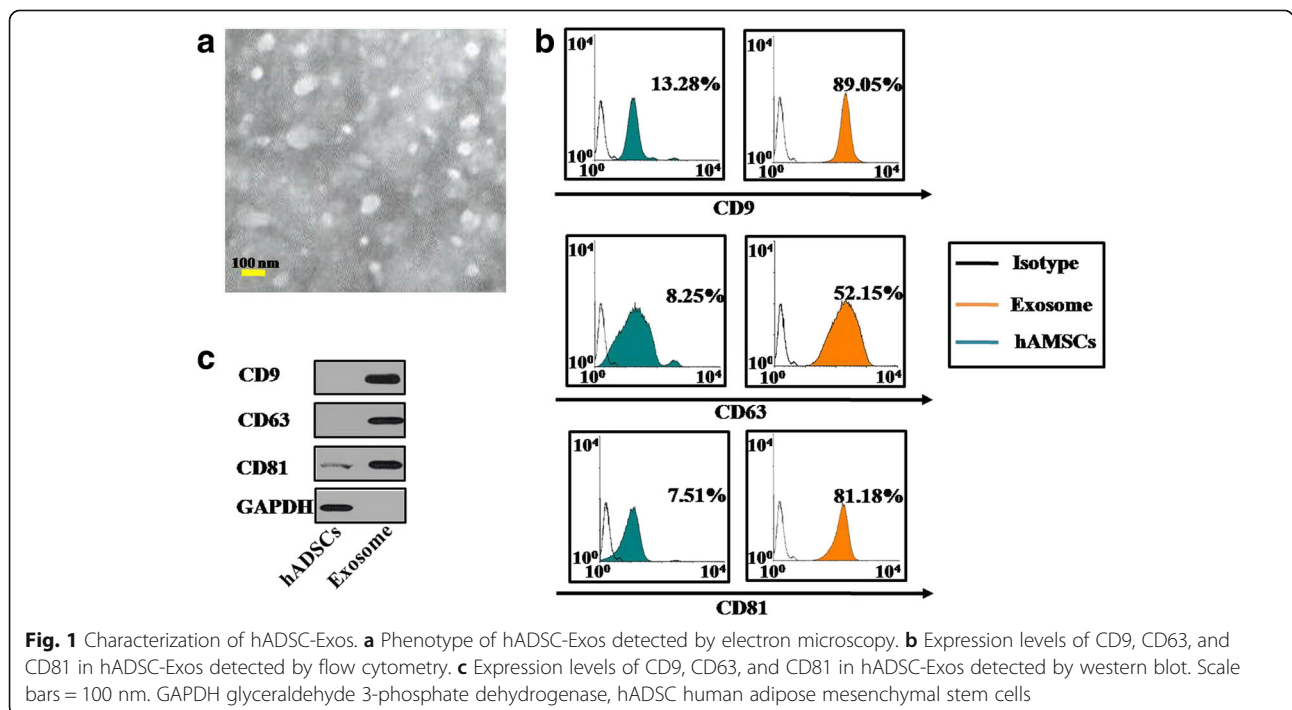 a
100 nm
b
10⁴
13.28%
10⁰
10⁰
10⁴
89.05%
10⁴
10⁰
10⁰
10⁴
CD9
10⁴
8.25%
10⁰
10⁰
10⁴
52.15%
10⁴
10⁰
10⁰
10⁴
CD63
10⁴
7.51%
10⁰
10⁰
10⁴
81.18%
10⁴
10⁰
10⁰
10⁴
CD81
Isotype
Exosome
hAMSCs
c
CD9
CD63
CD81
GAPDH
hADSCs
Exosome
Fig. 1 Characterization of hADSC-Exos. a Phenotype of hADSC-Exos detected by electron microscopy. b Expression levels of CD9, CD63, and
CD81 in hADSC-Exos detected by flow cytometry. c Expression levels of CD9, CD63, and CD81 in hADSC-Exos detected by western blot. Scale
bars = 100 nm. GAPDH glyceraldehyde 3-phosphate dehydrogenase, hADSC human adipose mesenchymal stem cells